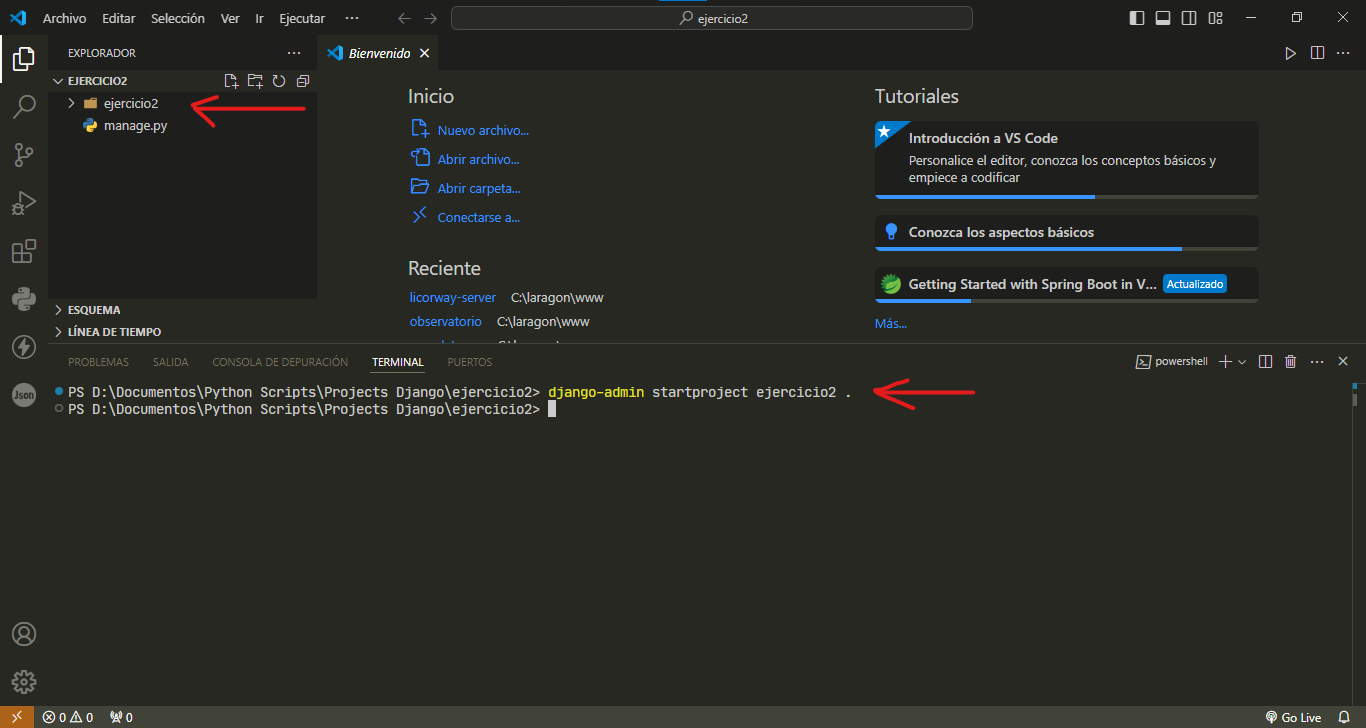 Archivo Editar Selección Ver Ir Ejecutar ... ejercicio2
EXPLORADOR ...
Bienvenido
EJERCICIO2
ejercicio2
manage.py
ESQUEMA
LÍNEA DE TIEMPO
Inicio
Nuevo archivo...
Abrir archivo...
Abrir carpeta...
Conectarse a...
Reciente
licorway-server C:\laragon\www
observatorio C:\laragon\www
Tutoriales
Introducción a VS Code
Personalice el editor, conozca los conceptos básicos y
empiece a codificar
Conozca los aspectos básicos
Getting Started with Spring Boot in V... Actualizado
Más...
PROBLEMAS SALIDA CONSOLA DE DEPURACIÓN TERMINAL PUERTOS powershell
PS D:\Documentos\Python Scripts\Projects Django\ejercicio2> django-admin startproject ejercicio2 .
PS D:\Documentos\Python Scripts\Projects Django\ejercicio2>
Json
0 0 0 Go Live